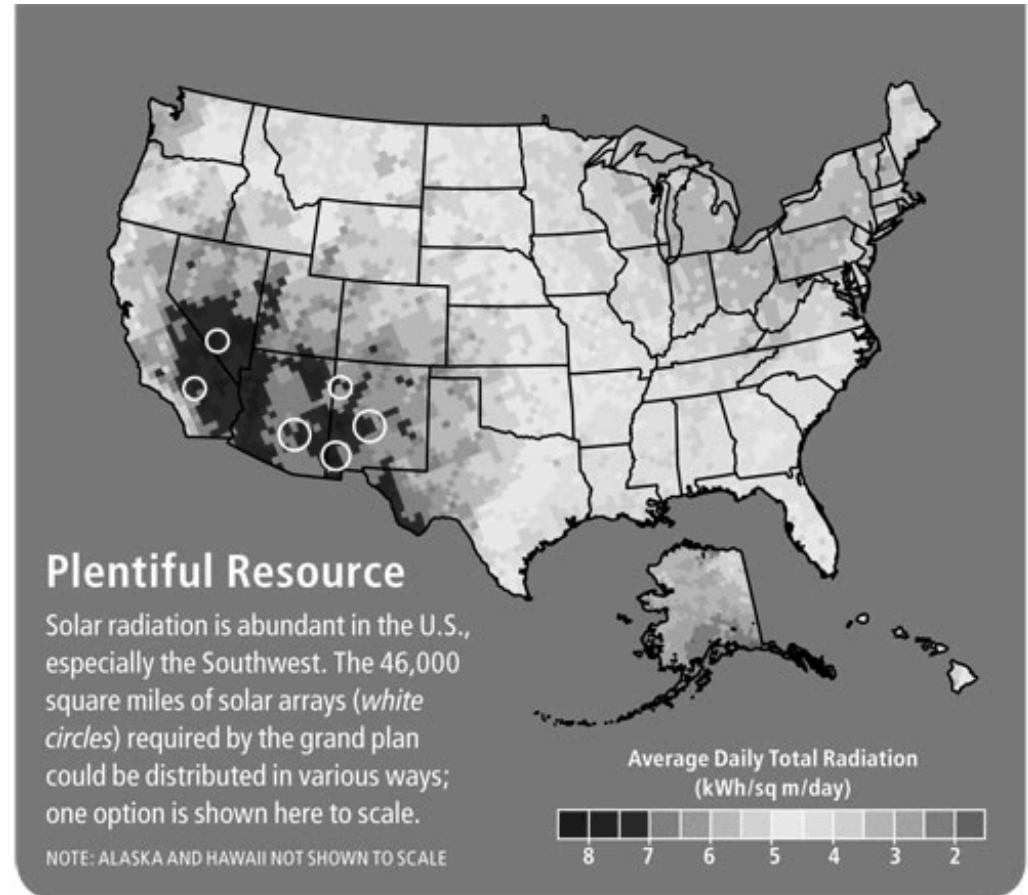 Plentiful Resource
Solar radiation is abundant in the U.S.,
especially the Southwest. The 46,000
square miles of solar arrays (white
circles) required by the grand plan
could be distributed in various ways;
one option is shown here to scale.
NOTE: ALASKA AND HAWAII NOT SHOWN TO SCALE
Average Daily Total Radiation
(kWh/sq m/day)
8 7 6 5 4 3 2